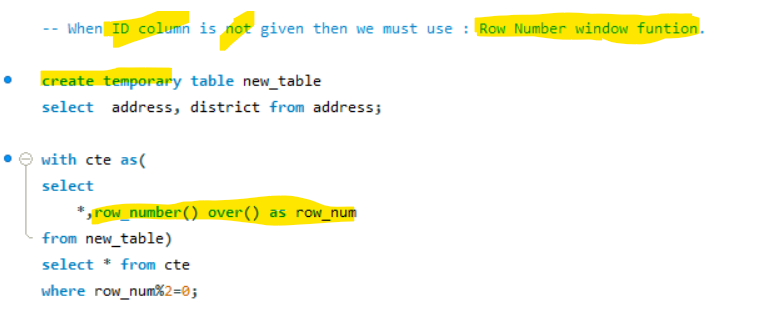 -- When ID column is not given then we must use : Row Number window funtion.
create temporary table new_table
select  address, district from address;
with cte as(
select
    *,row_number() over() as row_num
from new_table)
select * from cte
where row_num%2=0;